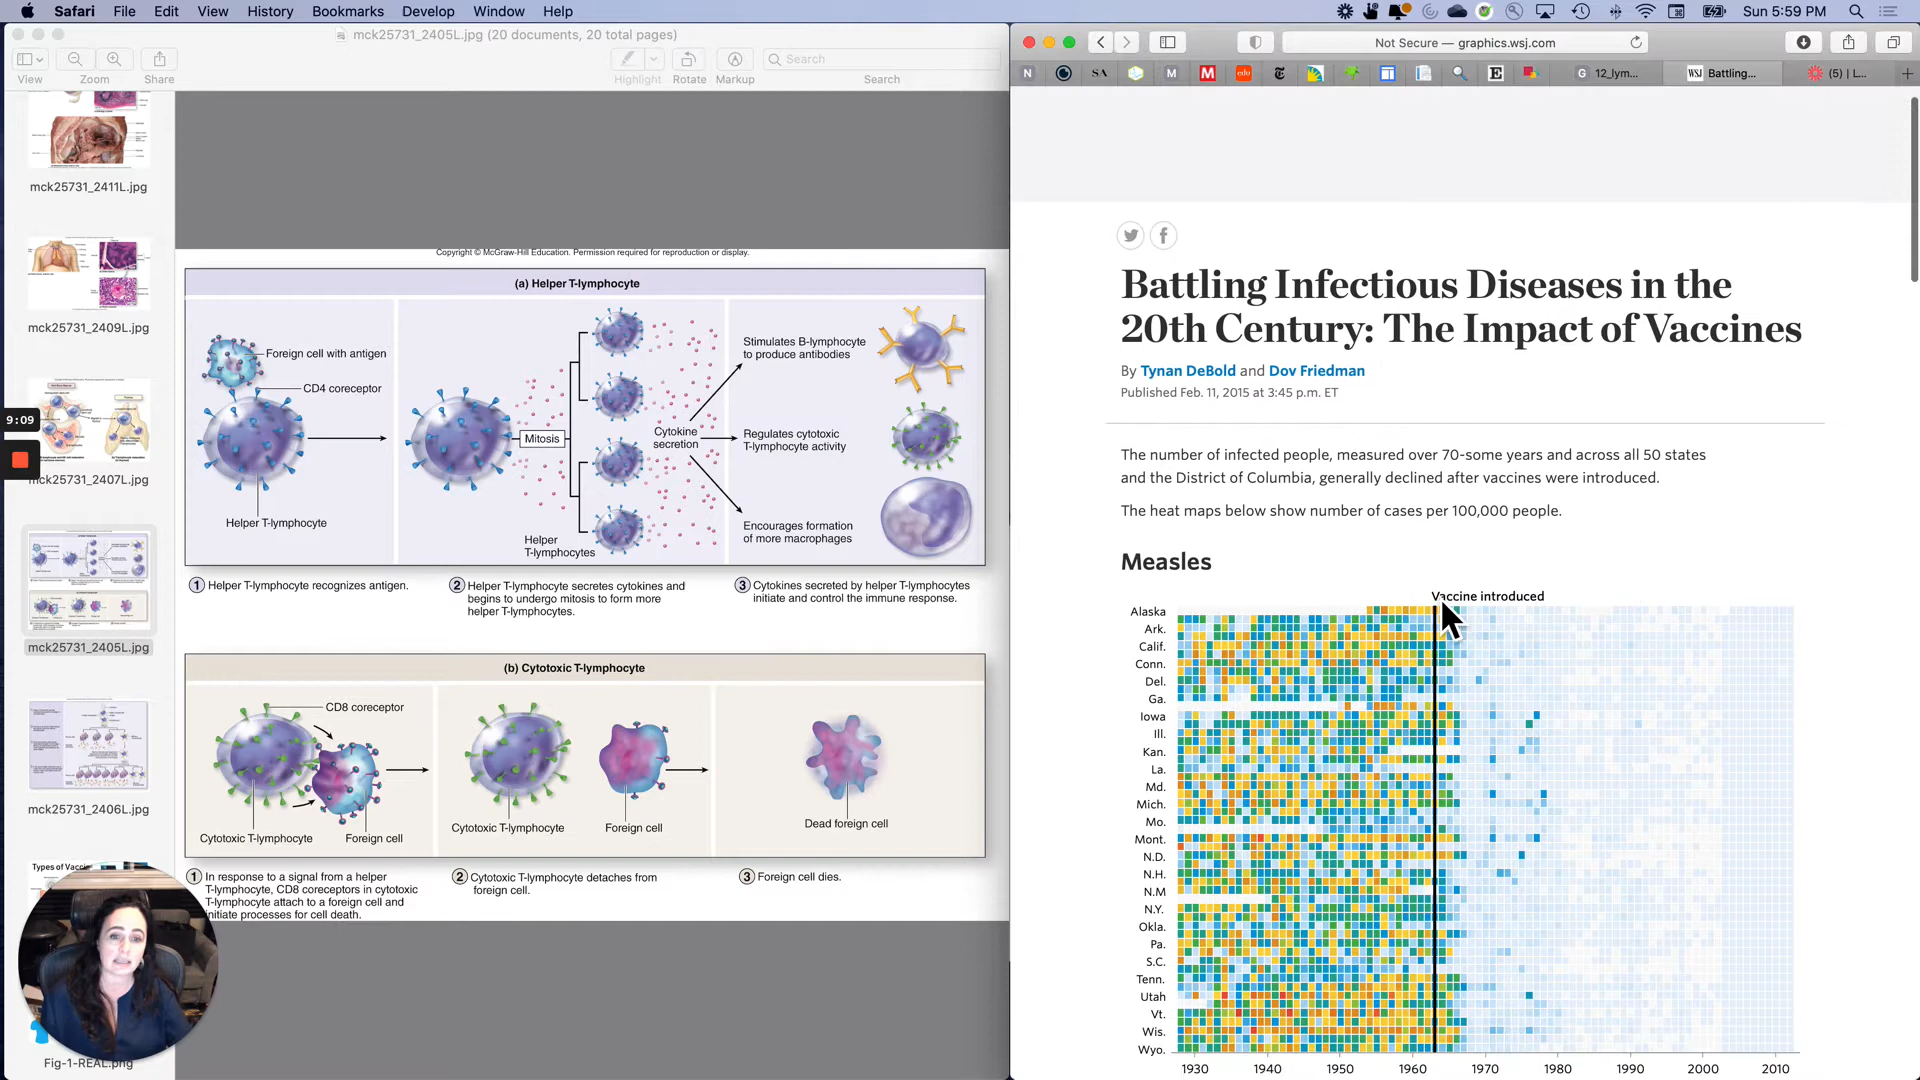 Safari File Edit View History Bookmarks Develop Window Help
Sun 5:59 PM
mck25731_2405L.jpg (20 documents, 20 total pages)
View Zoom Share Highlight Rotate Markup Search
Search
mck25731_2411L.jpg
mck25731_2409L.jpg
9:09
mck25731_2407L.jpg
mck25731_2405L.jpg
mck25731_2406L.jpg
Types of Vacci
Fig-1-REAL.png
Copyright © McGraw-Hill Education. Permission required for reproduction or display.
(a) Helper T-lymphocyte
Foreign cell with antigen
CD4 coreceptor
Helper T-lymphocyte
Mitosis
Helper
T-lymphocytes
Cytokine
secretion
Stimulates B-lymphocyte
to produce antibodies
Regulates cytotoxic
T-lymphocyte activity
Encourages formation
of more macrophages
1 Helper T-lymphocyte recognizes antigen.
2 Helper T-lymphocyte secretes cytokines and
begins to undergo mitosis to form more
helper T-lymphocytes.
3 Cytokines secreted by helper T-lymphocytes
initiate and control the immune response.
(b) Cytotoxic T-lymphocyte
CD8 coreceptor
Cytotoxic T-lymphocyte
Foreign cell
Cytotoxic T-lymphocyte
Foreign cell
Dead foreign cell
1 In response to a signal from a helper
T-lymphocyte, CD8 coreceptors in cytotoxic
T-lymphocyte attach to a foreign cell and
initiate processes for cell death.
2 Cytotoxic T-lymphocyte detaches from
foreign cell.
3 Foreign cell dies.
Not Secure — graphics.wsj.com
N SA M M edu T E G 12_lym... WSJ Battling... (5) | L... +
Battling Infectious Diseases in the
20th Century: The Impact of Vaccines
By Tynan DeBold and Dov Friedman
Published Feb. 11, 2015 at 3:45 p.m. ET
The number of infected people, measured over 70-some years and across all 50 states
and the District of Columbia, generally declined after vaccines were introduced.
The heat maps below show number of cases per 100,000 people.
Measles
Vaccine introduced
Alaska
Ark.
Calif.
Conn.
Del.
Ga.
Iowa
Ill.
Kan.
La.
Md.
Mich.
Mo.
Mont.
N.D.
N.H.
N.M
N.Y.
Okla.
Pa.
S.C.
Tenn.
Utah
Vt.
Wis.
Wyo.
1930 1940 1950 1960 1970 1980 1990 2000 2010